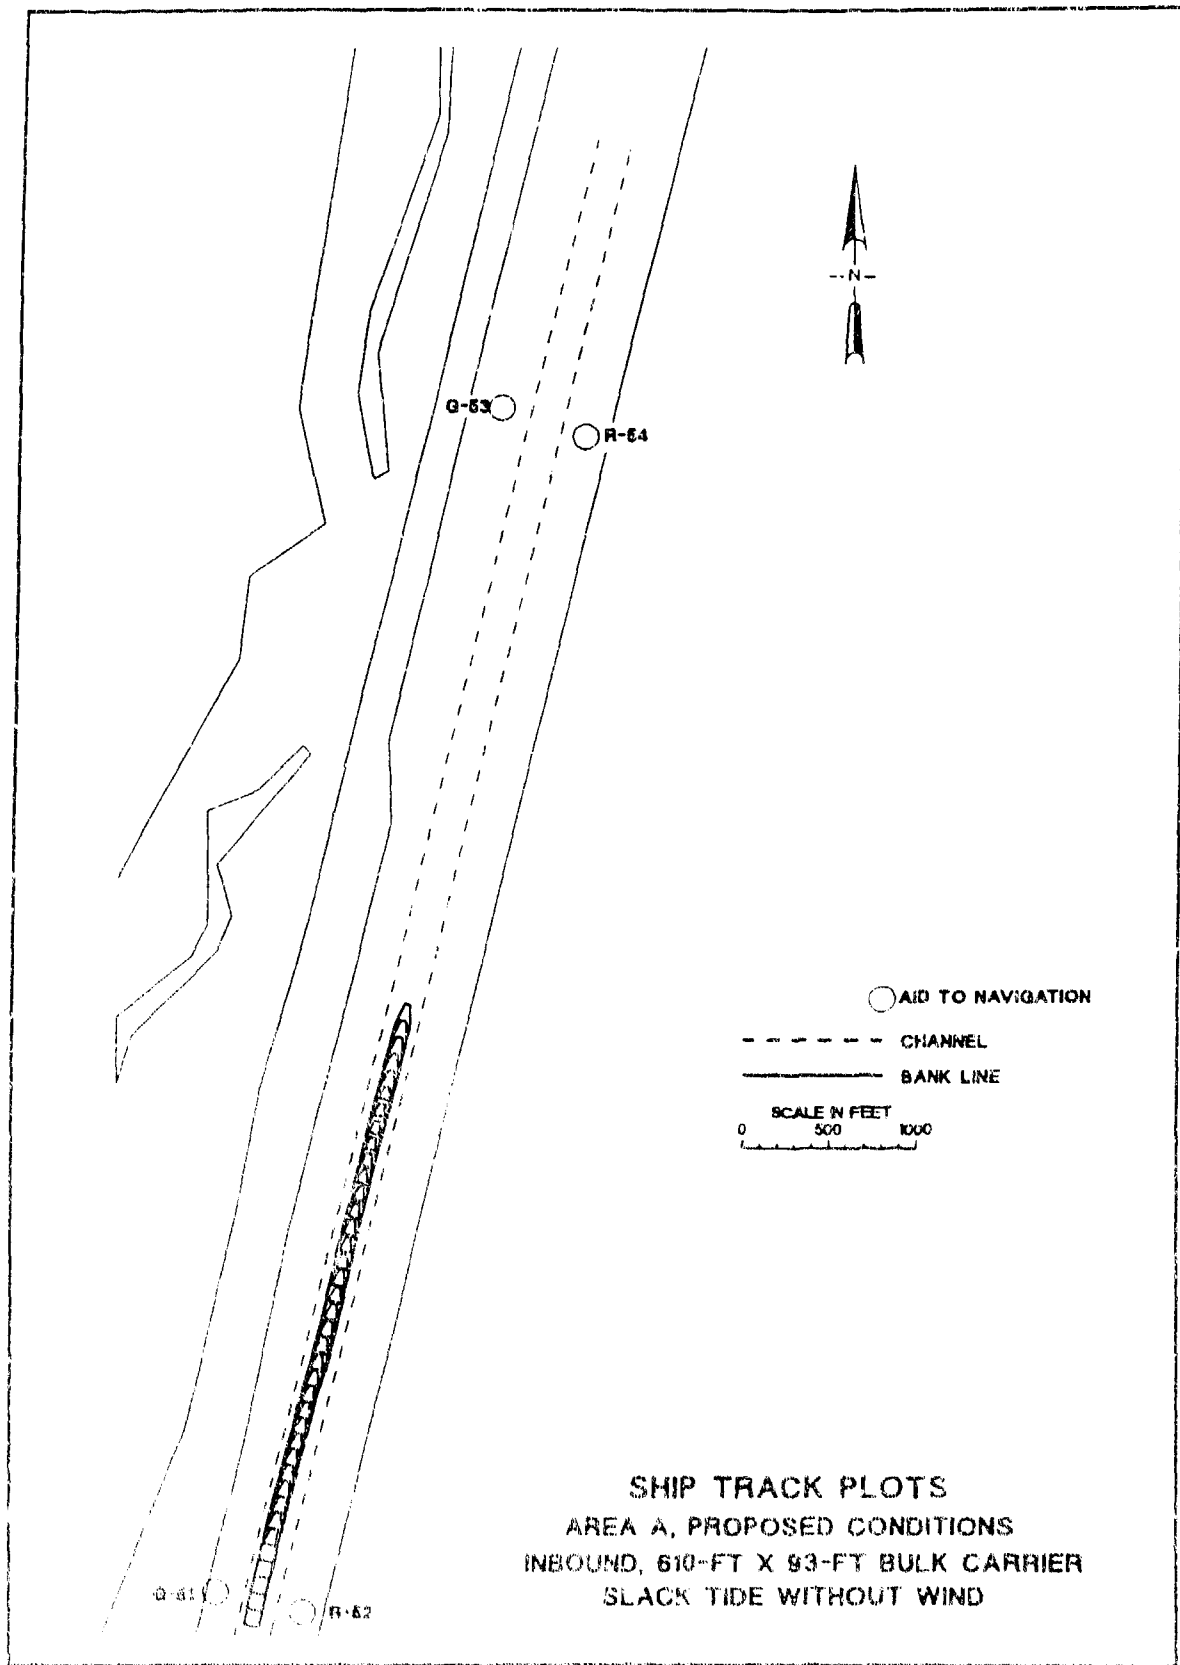 --N-
G-53
R-54
AID TO NAVIGATION
CHANNEL
BANK LINE
SCALE IN FEET
0 500 1000
SHIP TRACK PLOTS
AREA A, PROPOSED CONDITIONS
INBOUND, 610-FT X 93-FT BULK CARRIER
SLACK TIDE WITHOUT WIND
G-51
R-52